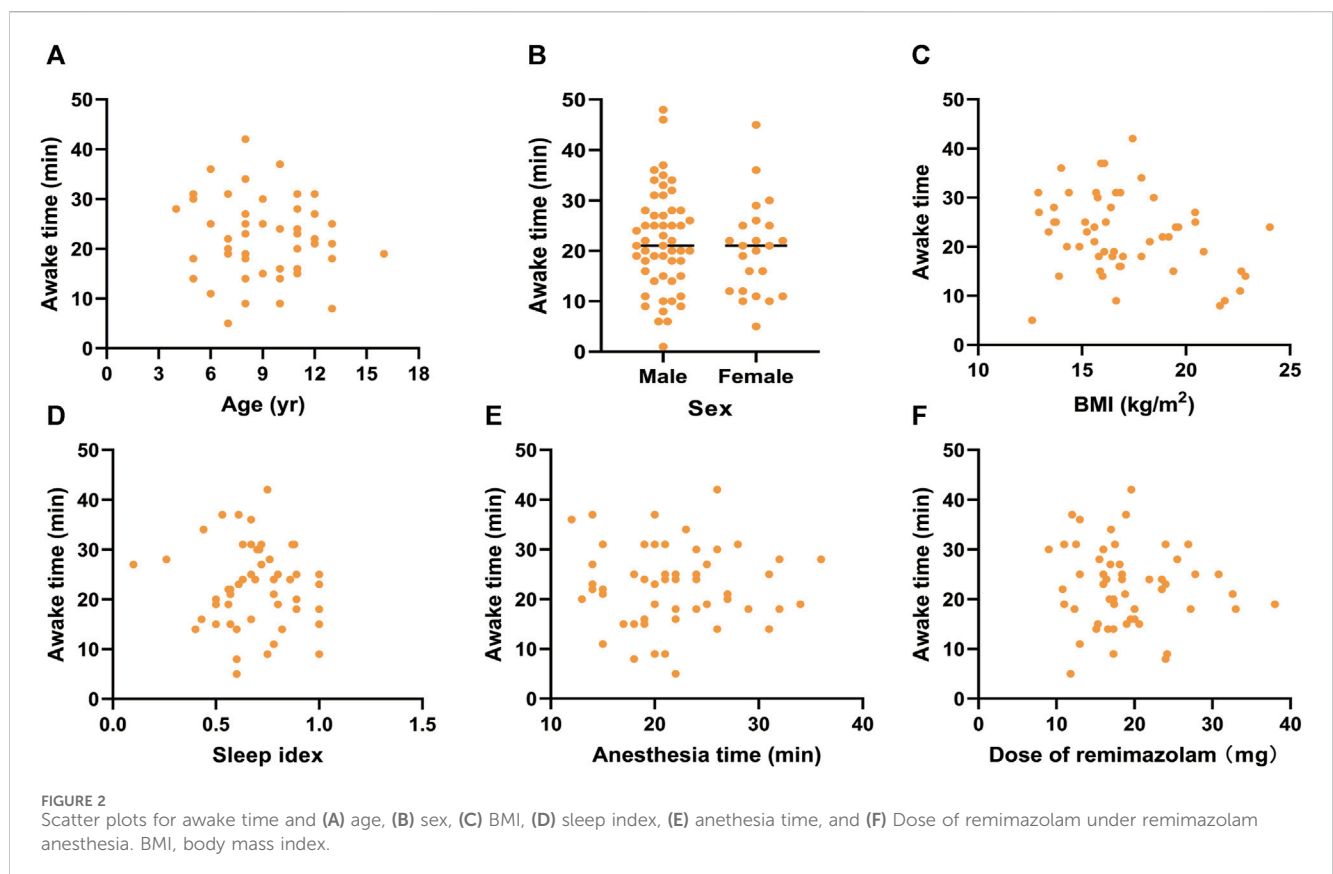 A
B
C
50
40
30
20
10
0
Awake time (min)
0 3 6 9 12 15 18
Age (yr)
50
40
30
20
10
0
Awake time (min)
Male Female
Sex
50
40
30
20
10
0
Awake time
10 15 20 25
BMI (kg/m²)
D
E
F
50
40
30
20
10
0
Awake time (min)
0.0 0.5 1.0 1.5
Sleep idex
50
40
30
20
10
0
Awake time (min)
10 20 30 40
Anesthesia time (min)
50
40
30
20
10
0
Awake time (min)
0 10 20 30 40
Dose of remimazolam（mg）
FIGURE 2
Scatter plots for awake time and (A) age, (B) sex, (C) BMI, (D) sleep index, (E) anethesia time, and (F) Dose of remimazolam under remimazolam
anesthesia. BMI, body mass index.